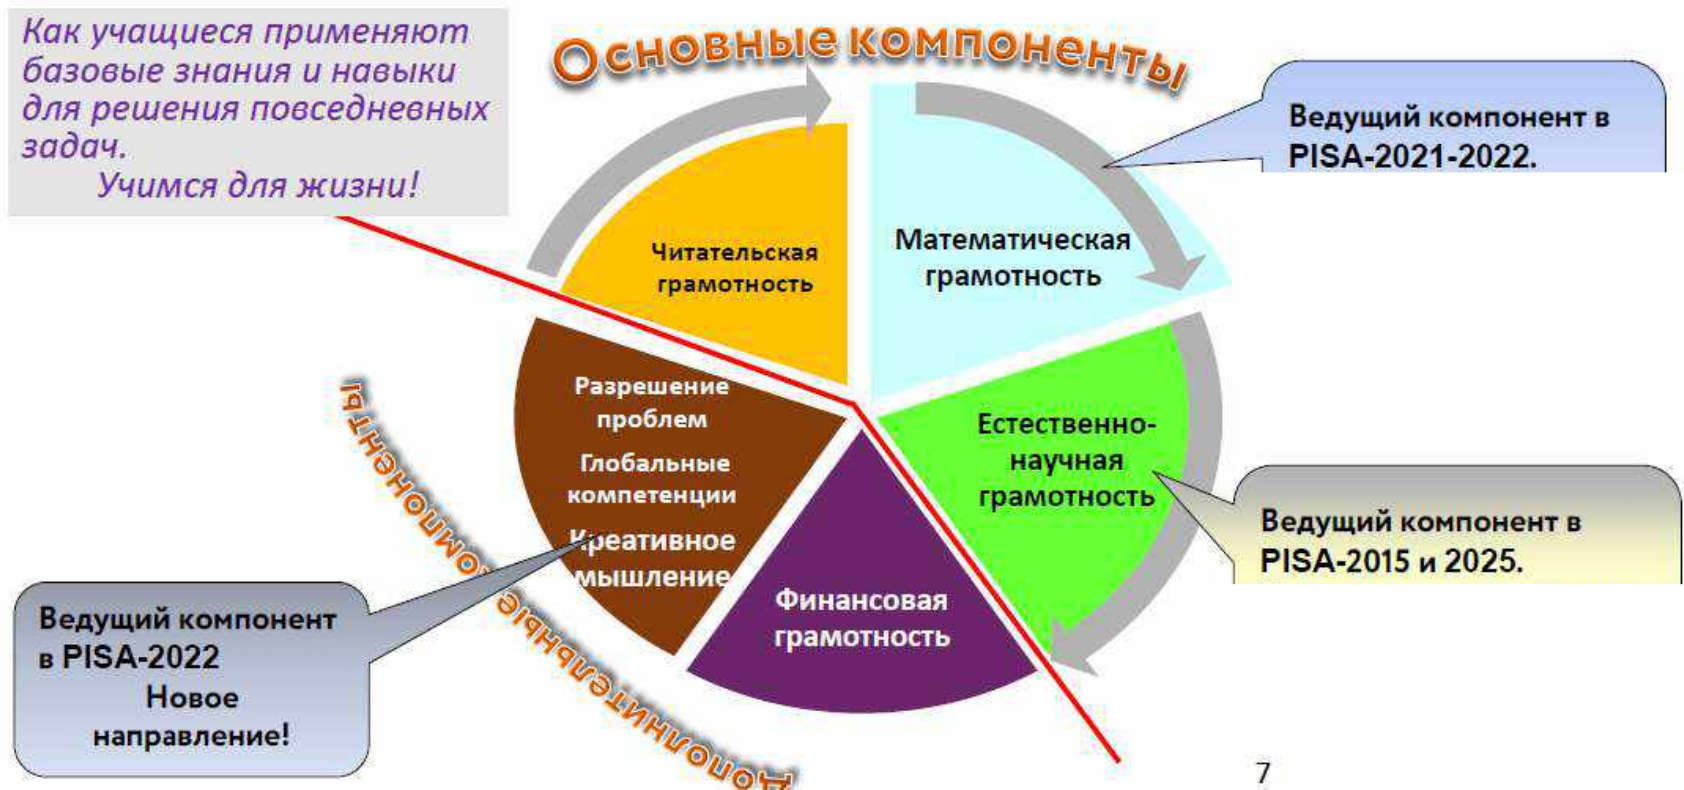 Как учащиеся применяют
базовые знания и навыки
для решения повседневных
задач.
Учимся для жизни!
Основные компоненты
Ведущий компонент в
PISA-2021-2022.
Читательская
грамотность
Математическая
грамотность
Разрешение
проблем
Глобальные
компетенции
Креативное
мышление
Естественно-
научная
грамотность
Ведущий компонент в
PISA-2015 и 2025.
Финансовая
грамотность
Дополнительные компоненты
Ведущий компонент
в PISA-2022
Новое
направление!
7